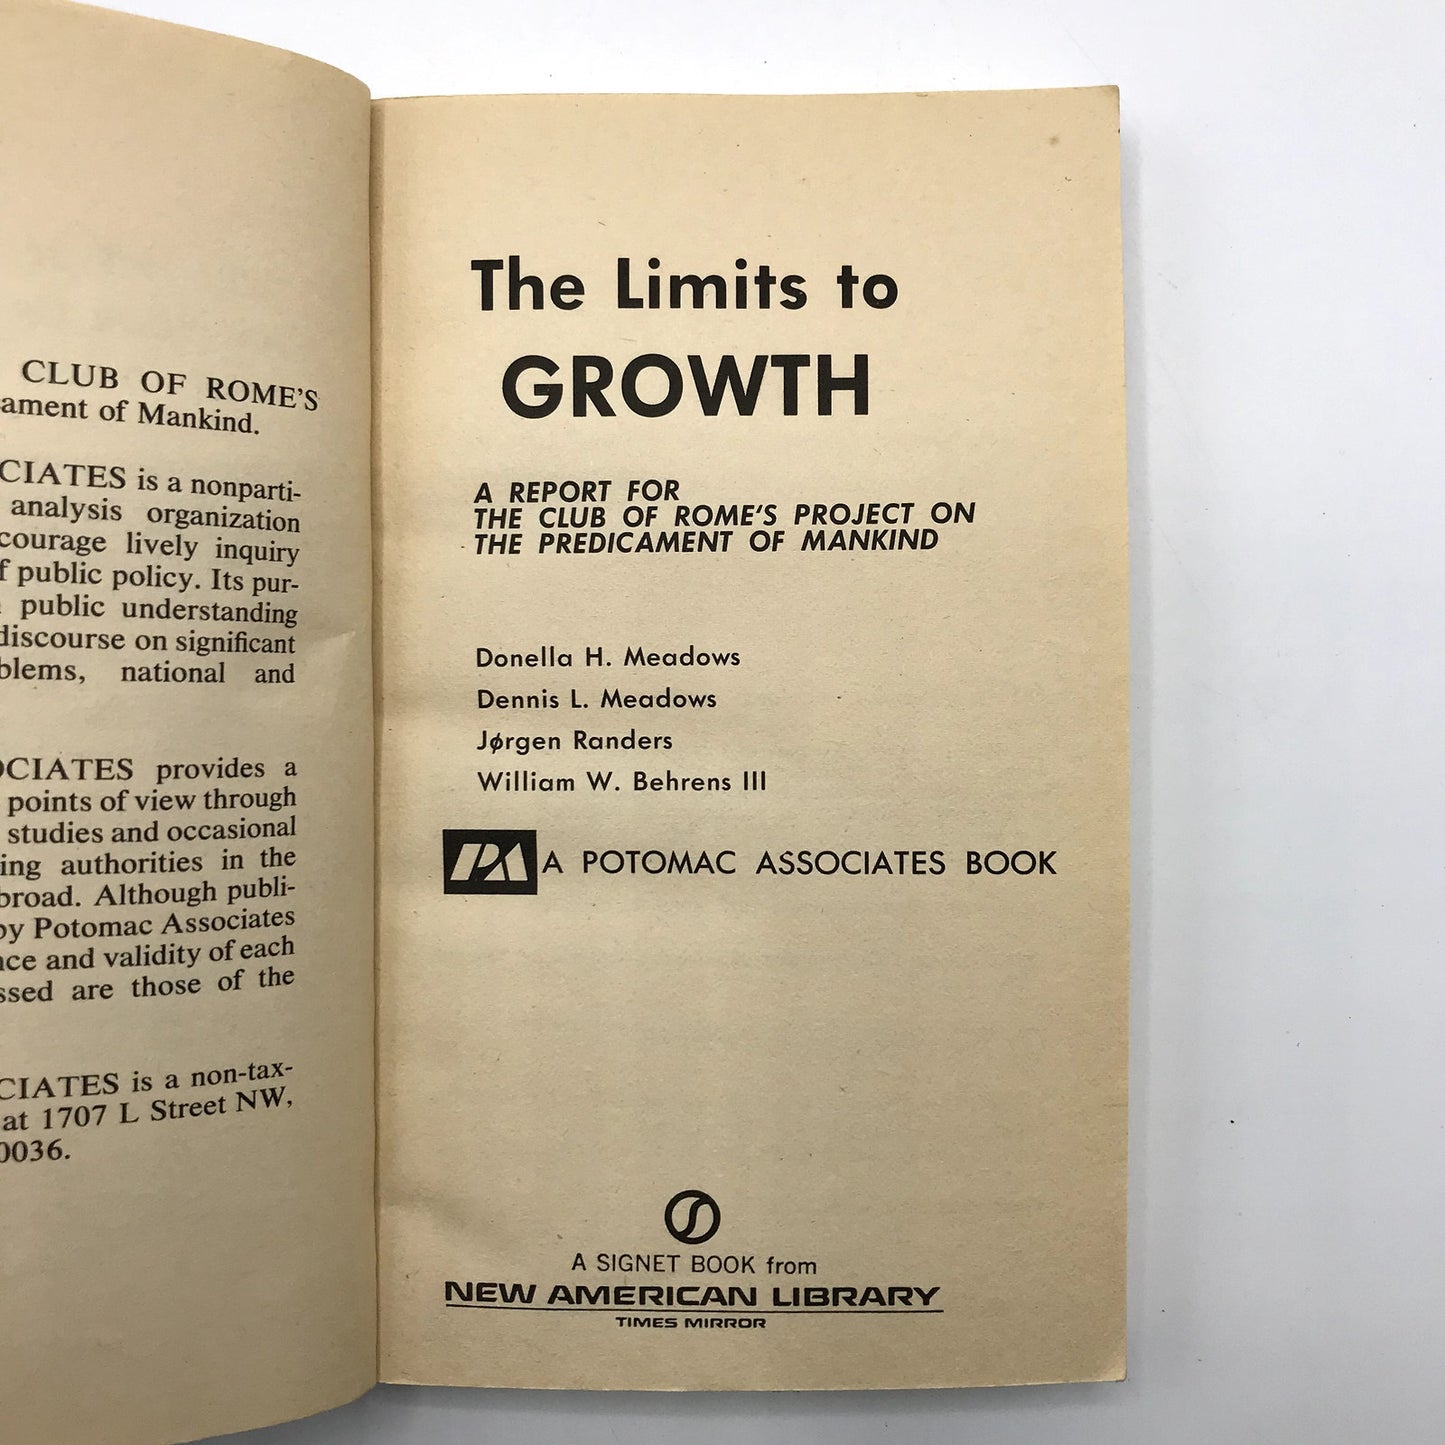 CLUB OF ROME'S
ament of Mankind.
CIATES is a nonparti-
analysis organization
courage lively inquiry
f public policy. Its pur-
public understanding
discourse on significant
blems, national and
OCIATES provides a
points of view through
studies and occasional
ing authorities in the
broad. Although publi-
by Potomac Associates
nce and validity of each
ssed are those of the
CIATES is a non-tax-
at 1707 L Street NW,
0036.
The Limits to
GROWTH
A REPORT FOR
THE CLUB OF ROME'S PROJECT ON
THE PREDICAMENT OF MANKIND
Donella H. Meadows
Dennis L. Meadows
Jørgen Randers
William W. Behrens III
PA A POTOMAC ASSOCIATES BOOK
A SIGNET BOOK from
NEW AMERICAN LIBRARY
TIMES MIRROR